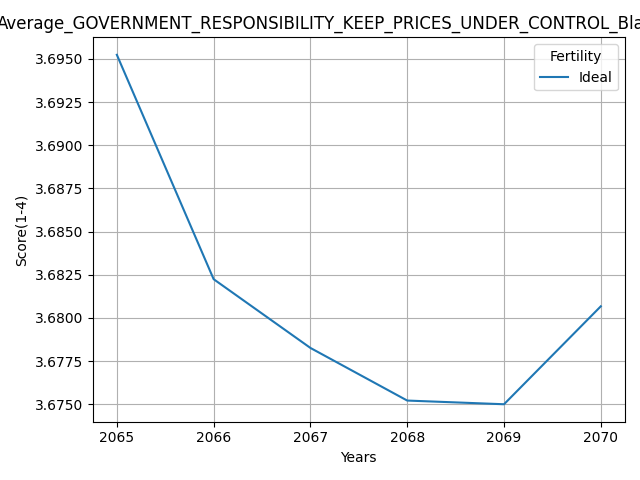 Average_GOVERNMENT_RESPONSIBILITY_KEEP_PRICES_UNDER_CONTROL_Bla
Fertility
Ideal
3.6950
3.6925
3.6900
3.6875
3.6850
3.6825
3.6800
3.6775
3.6750
Score(1-4)
2065 2066 2067 2068 2069 2070
Years